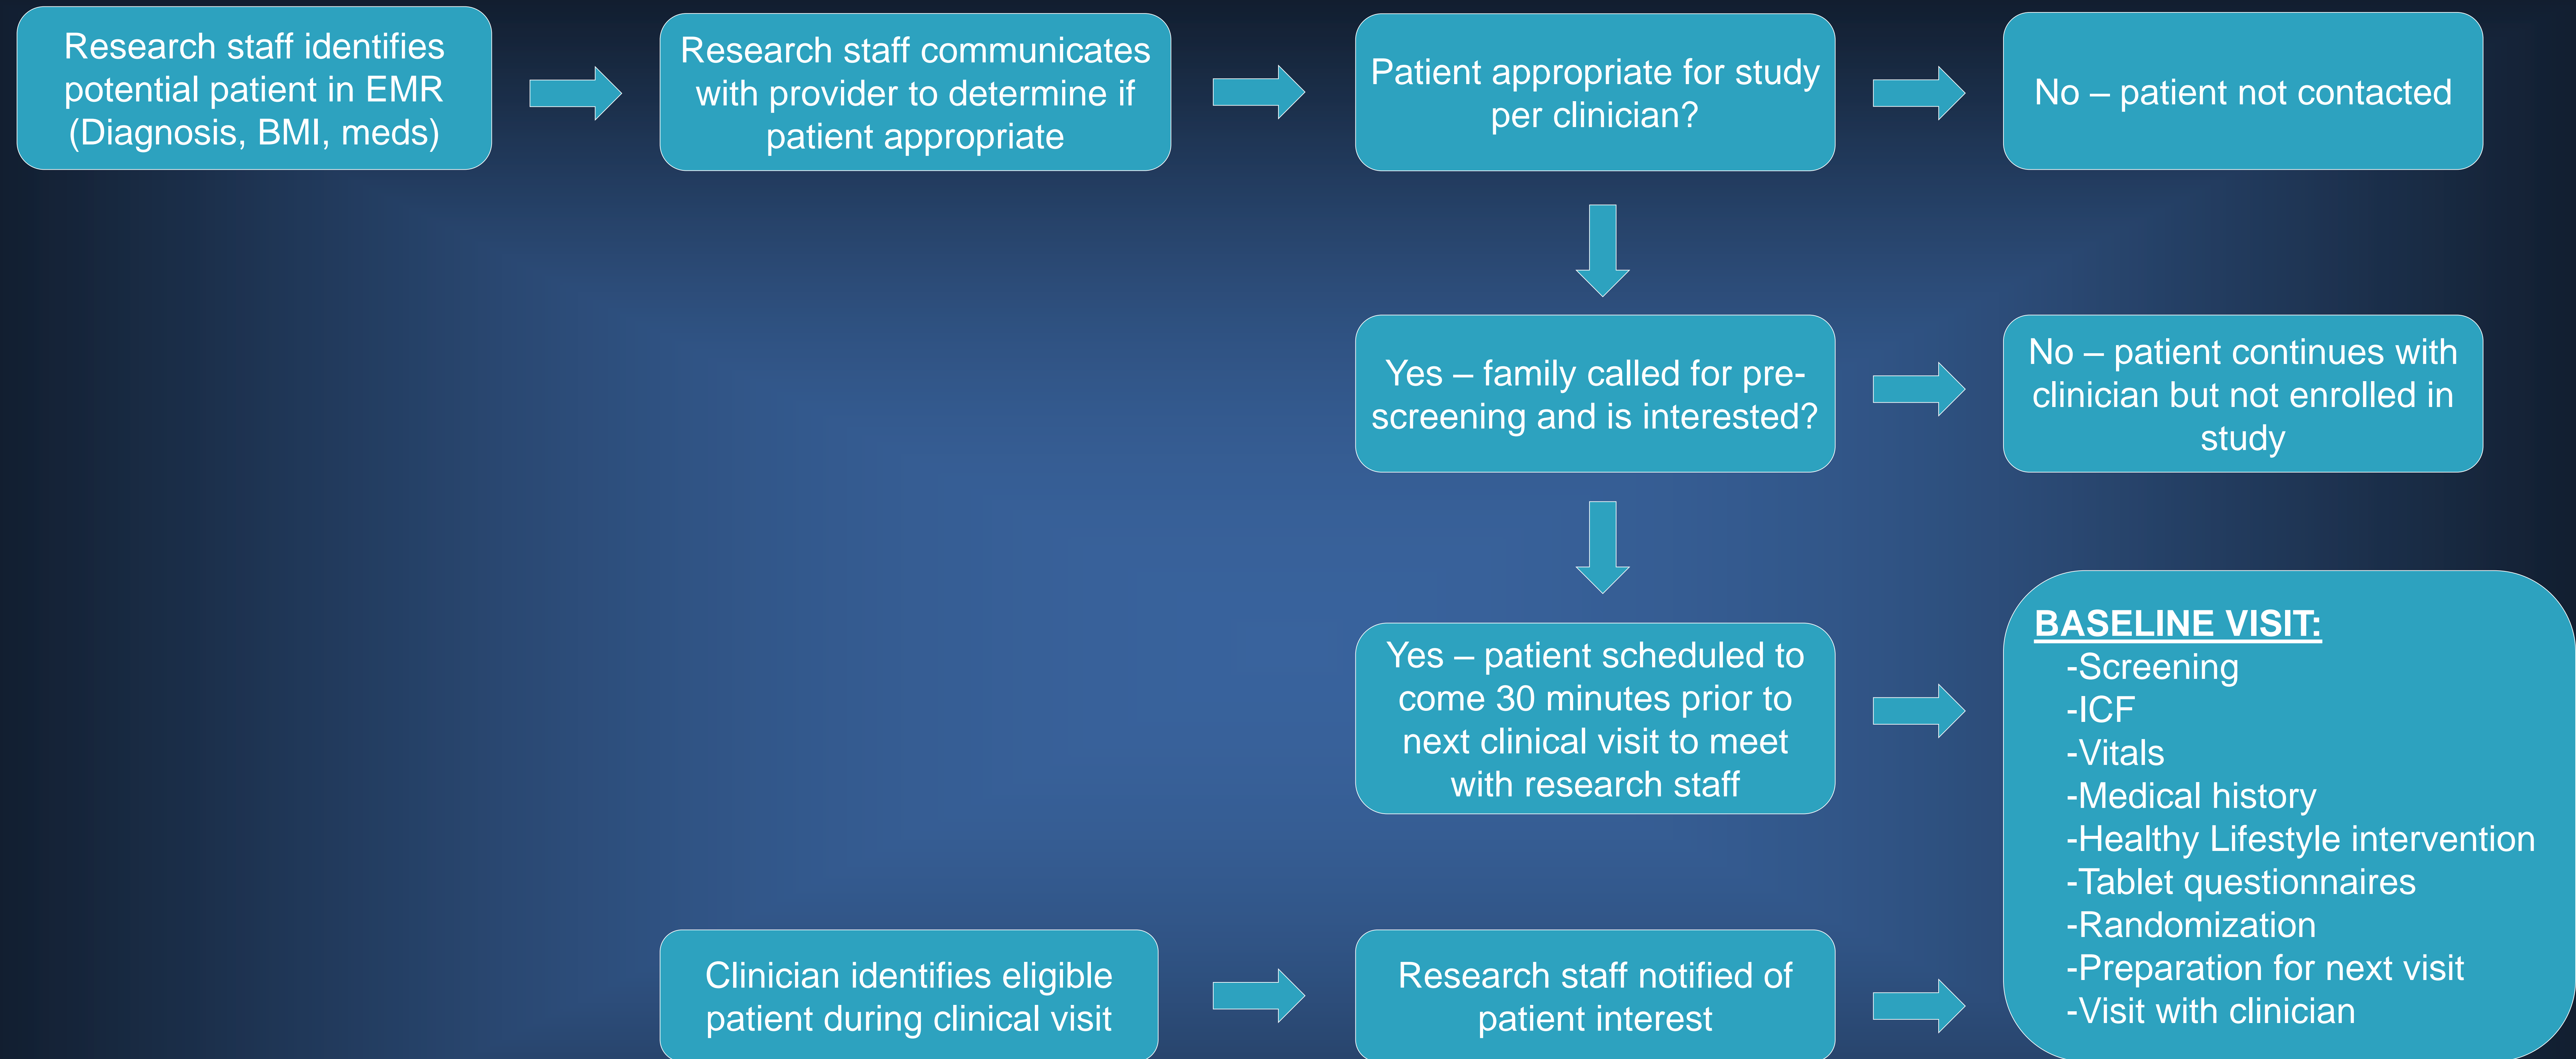 Research staff identifies
potential patient in EMR
(Diagnosis, BMI, meds)
Research staff communicates
with provider to determine if
patient appropriate
Patient appropriate for study
per clinician?
No – patient not contacted
Yes – family called for pre-
screening and is interested?
No – patient continues with
clinician but not enrolled in
study
Yes – patient scheduled to
come 30 minutes prior to
next clinical visit to meet
with research staff
BASELINE VISIT:
-Screening
-ICF
-Vitals
-Medical history
-Healthy Lifestyle intervention
-Tablet questionnaires
-Randomization
-Preparation for next visit
-Visit with clinician
Clinician identifies eligible
patient during clinical visit
Research staff notified of
patient interest